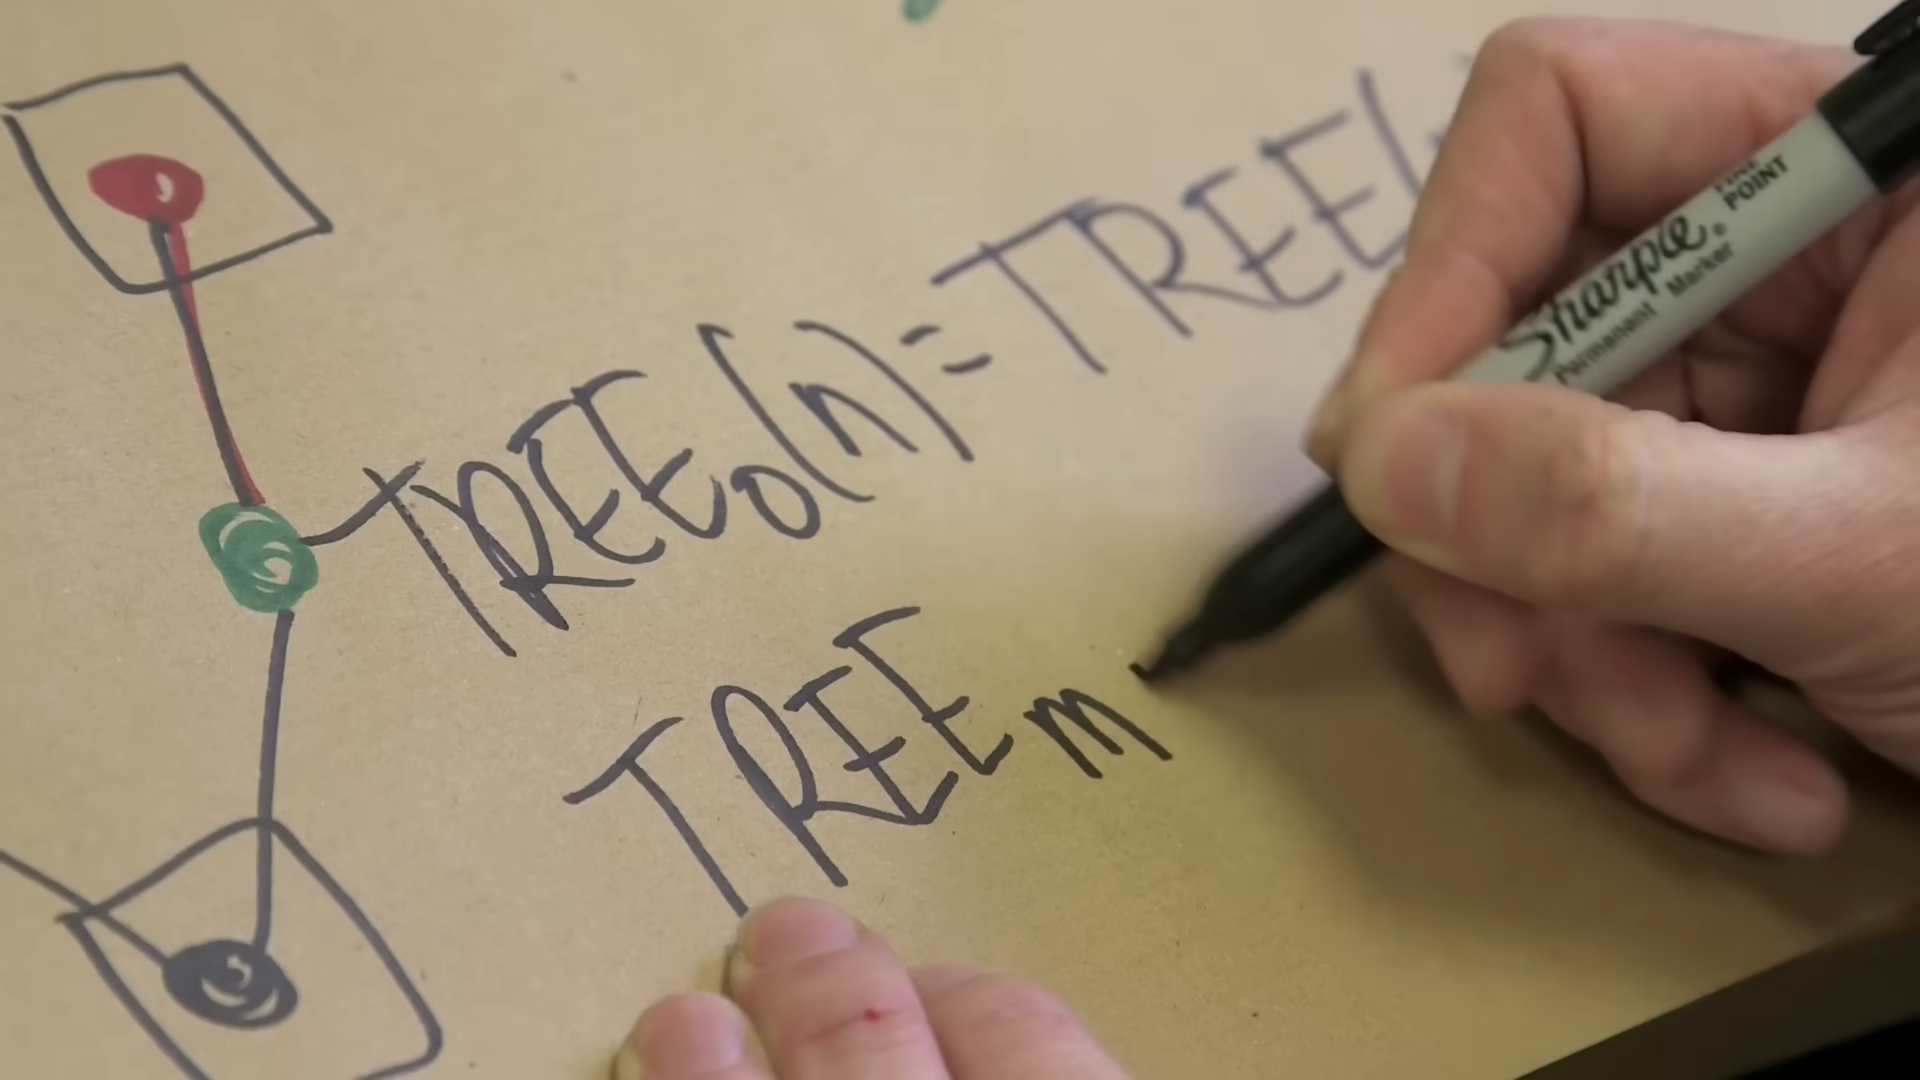 TREE₀(n) = TREE(
TREEₘ
Sharpie.
FINE POINT
Permanent Marker